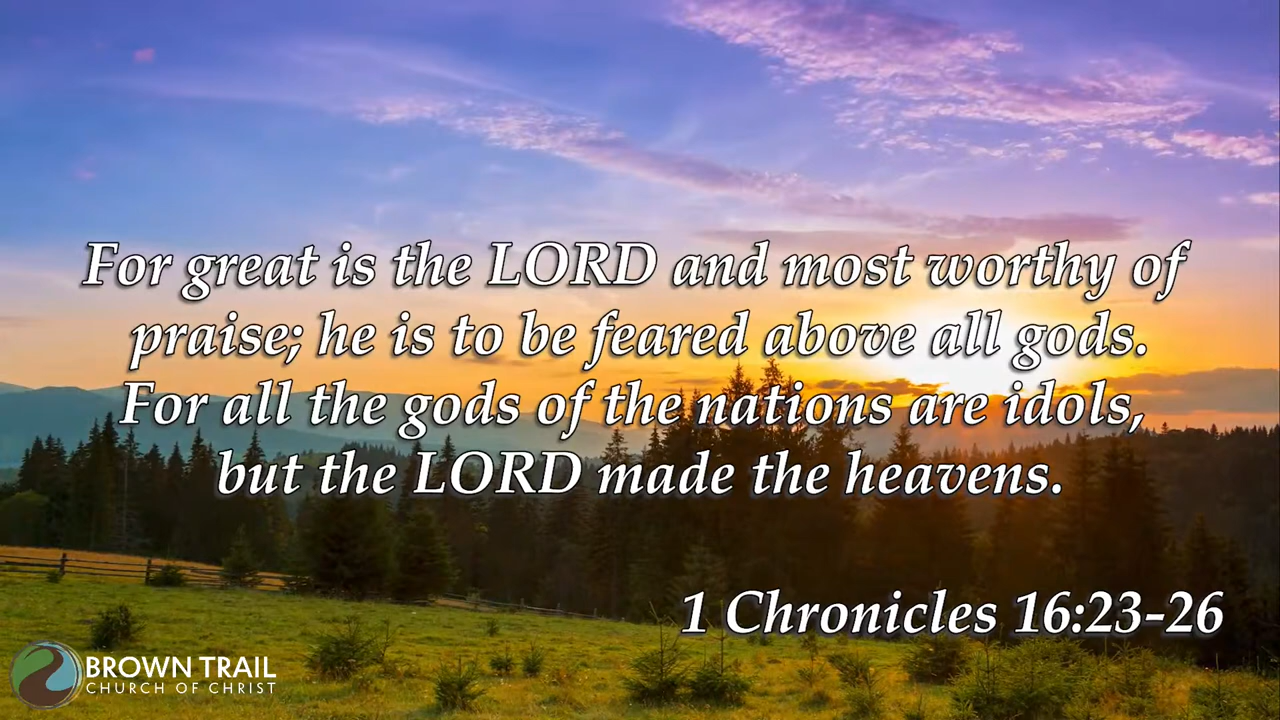 For great is the LORD and most worthy of
praise; he is to be feared above all gods.
For all the gods of the nations are idols,
but the LORD made the heavens.
1 Chronicles 16:23-26
BROWN TRAIL
CHURCH OF CHRIST